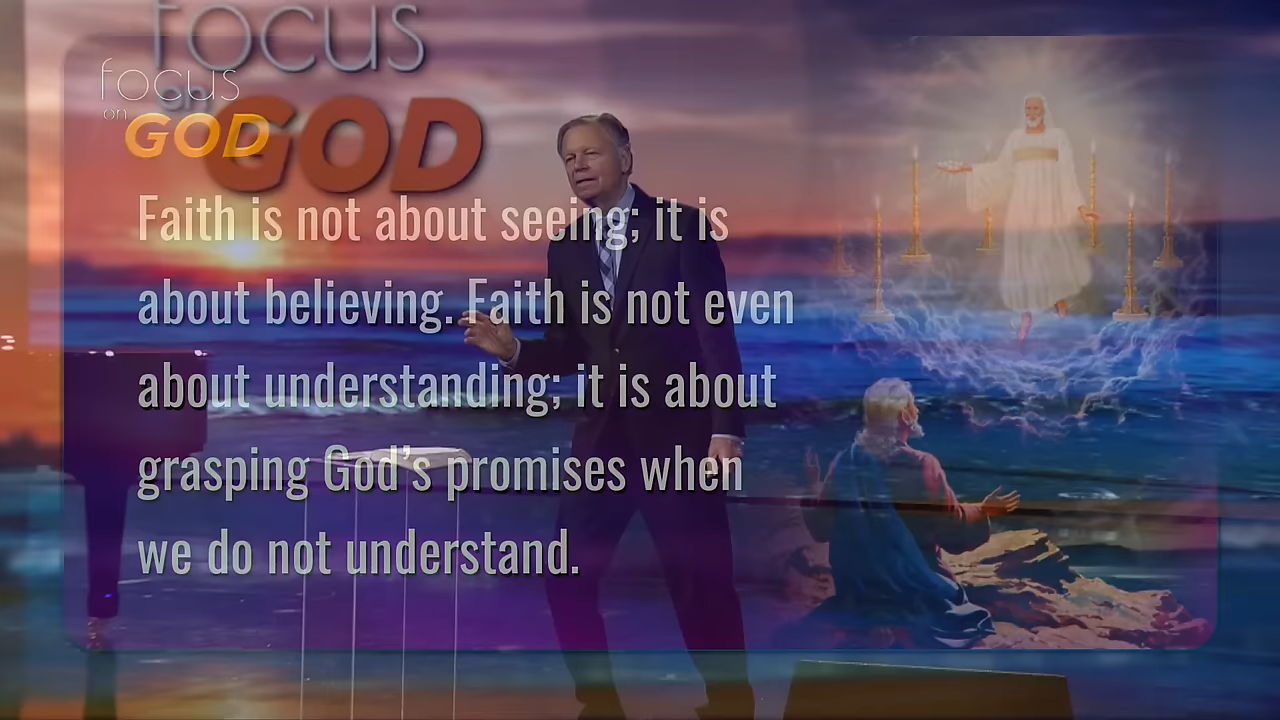 focus
on
GOD
focus
on
GOD
Faith is not about seeing; it is
about believing. Faith is not even
about understanding; it is about
grasping God's promises when
we do not understand.